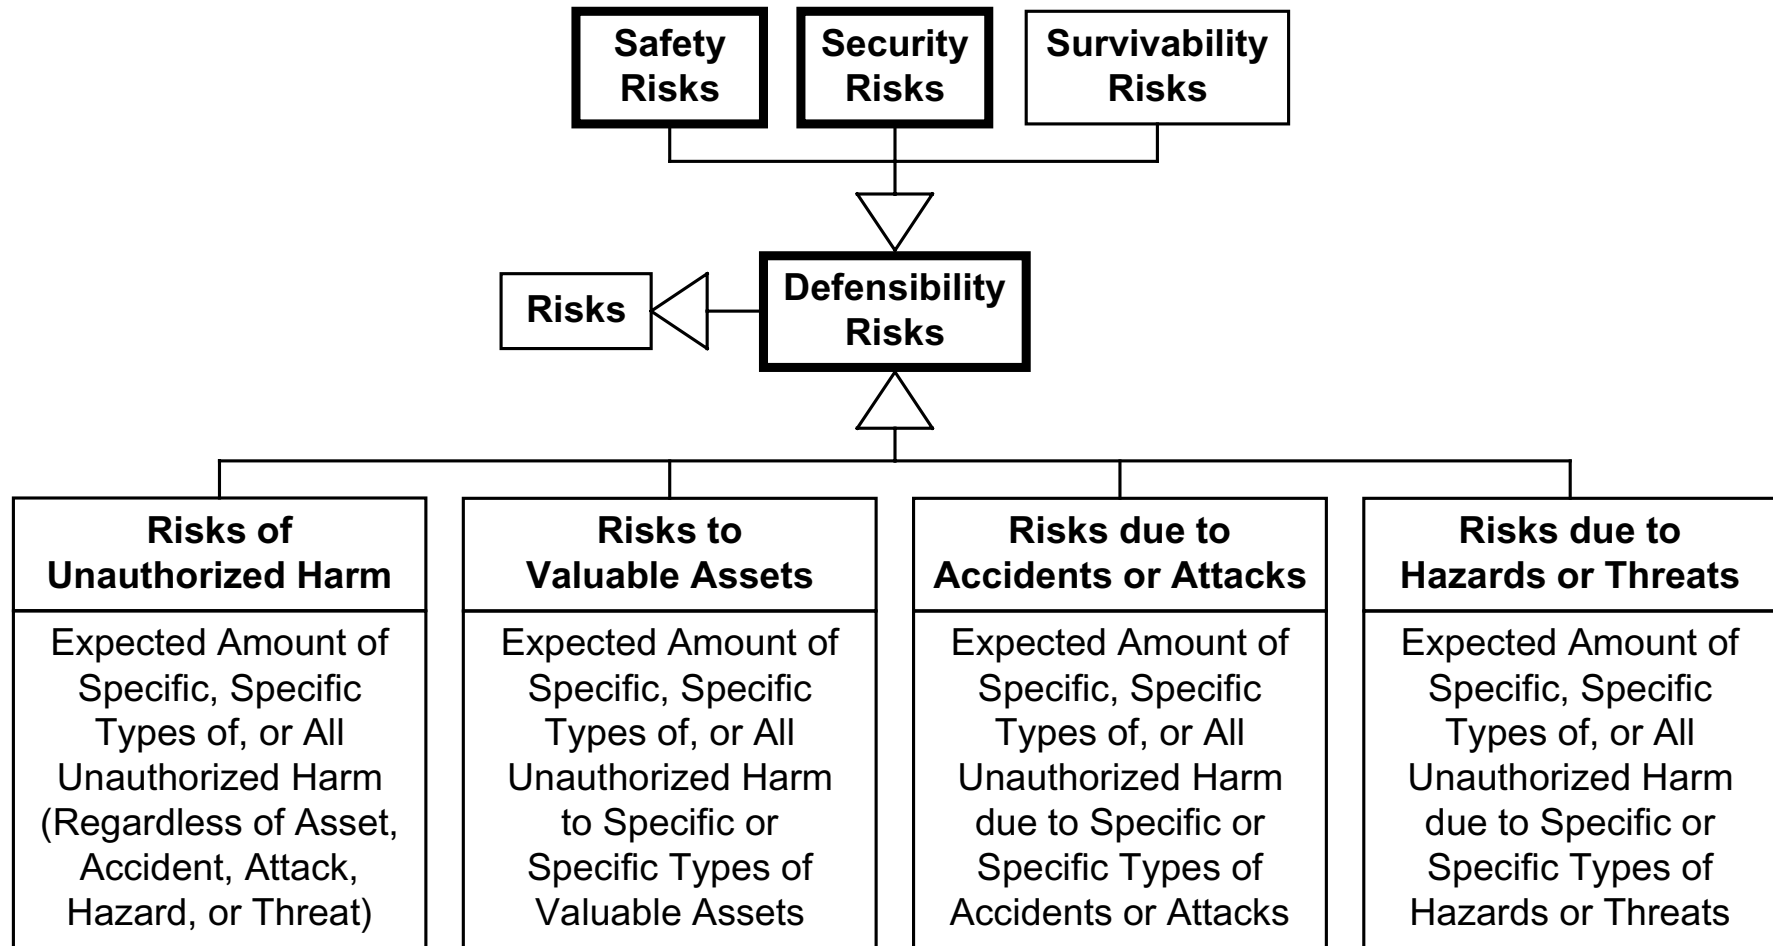 Safety
Risks
Security
Risks
Survivability
Risks
Risks
Defensibility
Risks
Risks of
Unauthorized Harm
Expected Amount of
Specific, Specific
Types of, or All
Unauthorized Harm
(Regardless of Asset,
Accident, Attack,
Hazard, or Threat)
Risks to
Valuable Assets
Expected Amount of
Specific, Specific
Types of, or All
Unauthorized Harm
to Specific or
Specific Types of
Valuable Assets
Risks due to
Accidents or Attacks
Expected Amount of
Specific, Specific
Types of, or All
Unauthorized Harm
due to Specific or
Specific Types of
Accidents or Attacks
Risks due to
Hazards or Threats
Expected Amount of
Specific, Specific
Types of, or All
Unauthorized Harm
due to Specific or
Specific Types of
Hazards or Threats